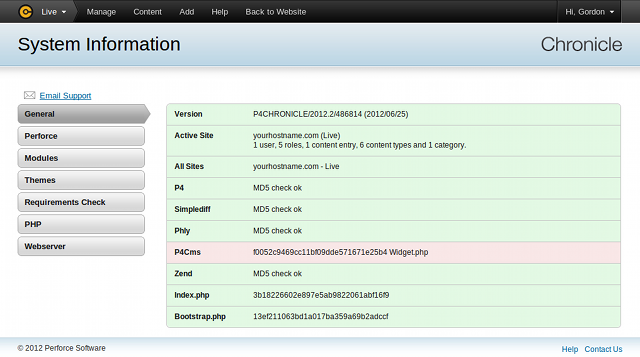 Live Manage Content Add Help Back to Website Hi, Gordon
System Information Chronicle
Email Support
General
Perforce
Modules
Themes
Requirements Check
PHP
Webserver
Version P4CHRONICLE/2012.2/486814 (2012/06/25)
Active Site yourhostname.com (Live)
1 user, 5 roles, 1 content entry, 6 content types and 1 category.
All Sites yourhostname.com - Live
P4 MD5 check ok
Simplediff MD5 check ok
Phly MD5 check ok
P4Cms f0052c9469cc11bf09dde571671e25b4 Widget.php
Zend MD5 check ok
Index.php 3b18226602e897e5ab9822061abf16f9
Bootstrap.php 13ef211063bd1a017ba359a69b2adccf
© 2012 Perforce Software Help Contact Us